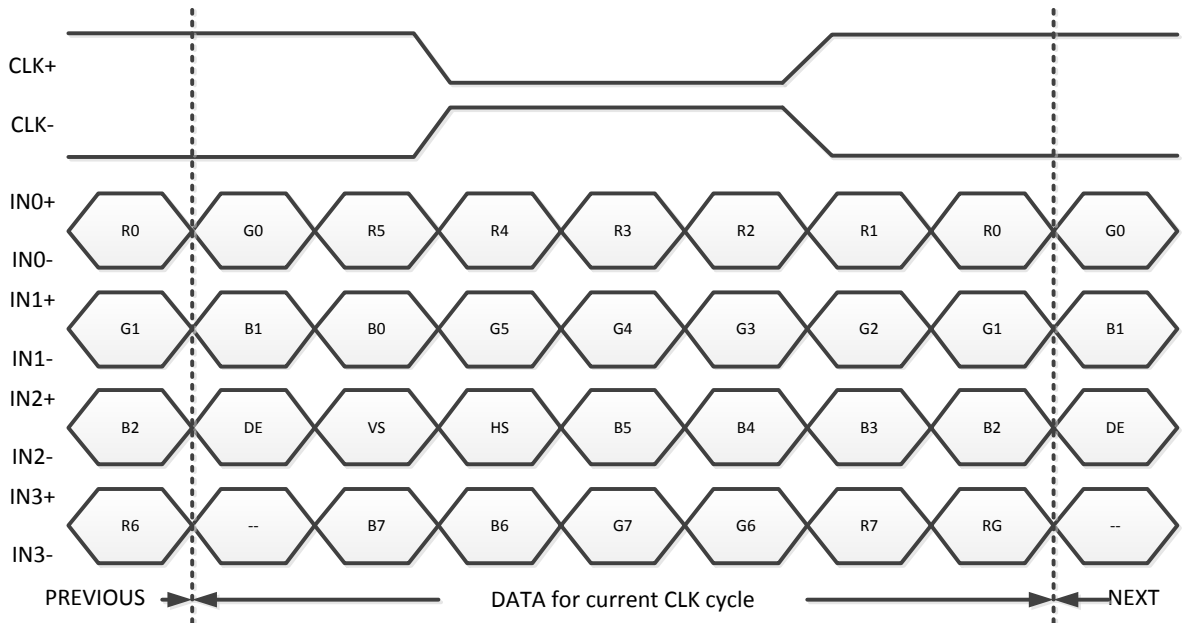 CLK+
CLK-
IN0+
R0 G0 R5 R4 R3 R2 R1 R0 G0
IN0-
IN1+
G1 B1 B0 G5 G4 G3 G2 G1 B1
IN1-
IN2+
B2 DE VS HS B5 B4 B3 B2 DE
IN2-
IN3+
R6 -- B7 B6 G7 G6 R7 RG --
IN3-
PREVIOUS DATA for current CLK cycle NEXT